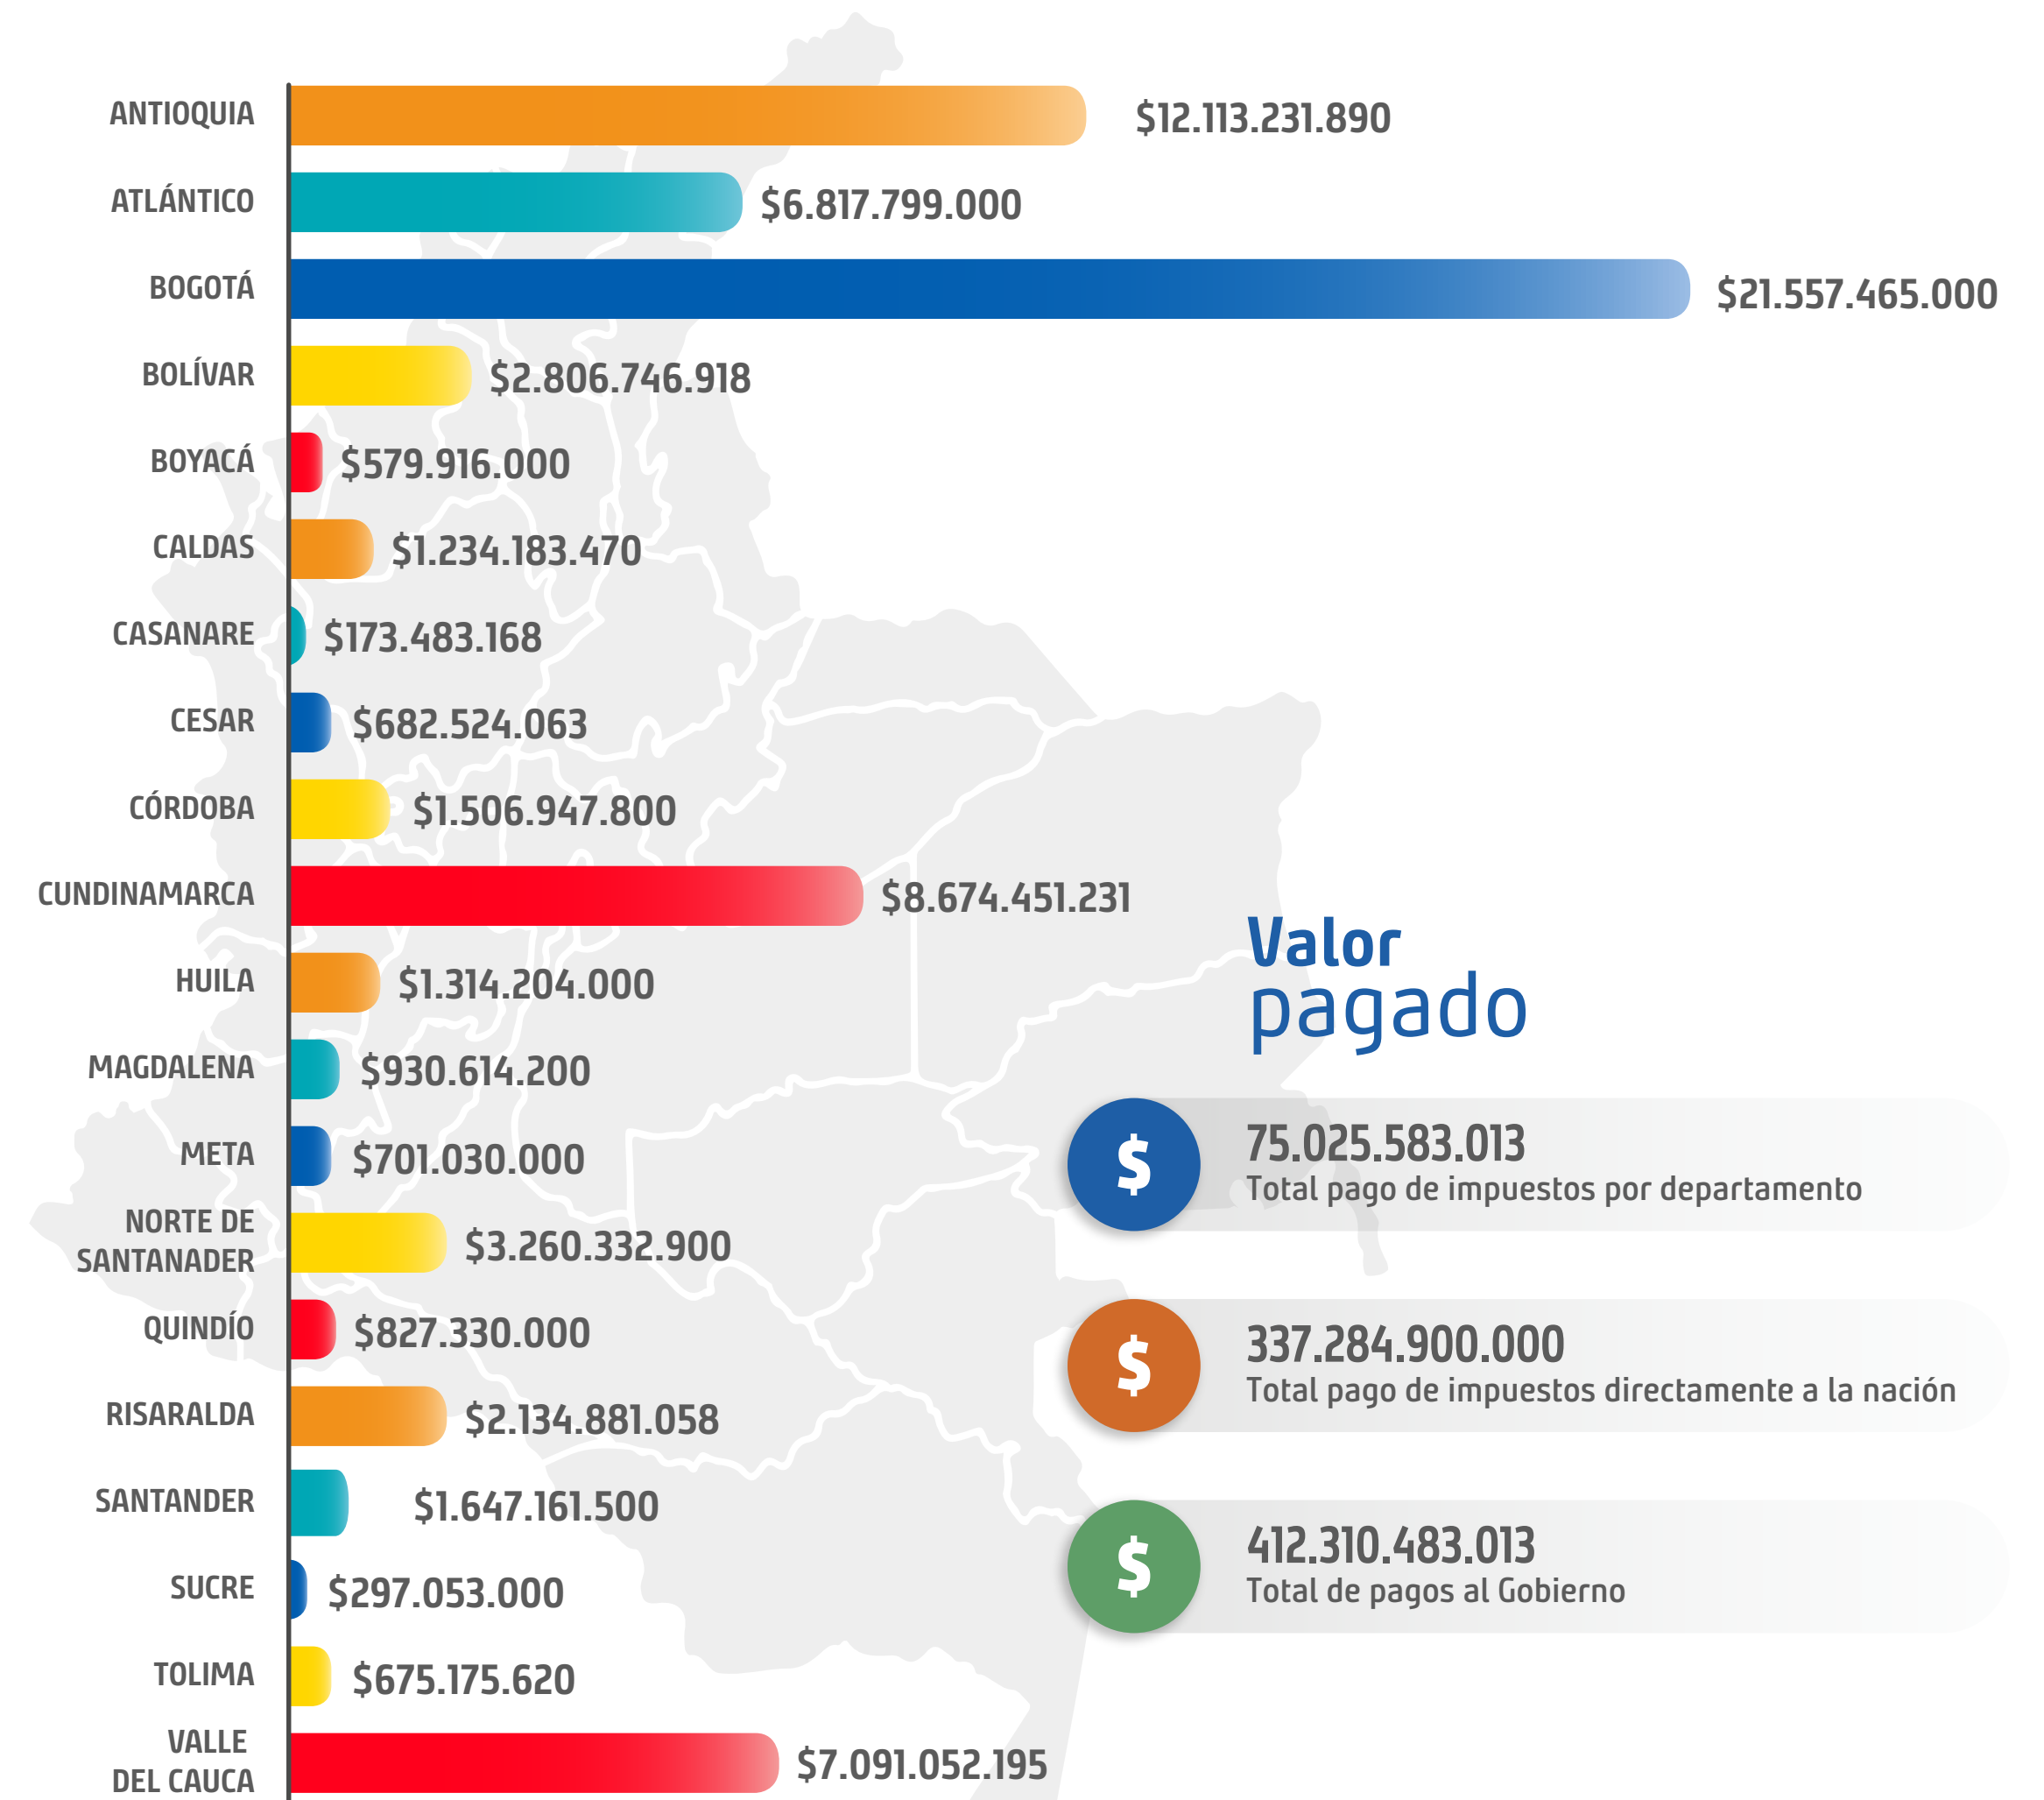 ANTIOQUIA
$12.113.231.890
ATLÁNTICO
$6.817.799.000
BOGOTÁ
$21.557.465.000
BOLÍVAR
$2.806.746.918
BOYACÁ
$579.916.000
CALDAS
$1.234.183.470
CASANARE
$173.483.168
CESAR
$682.524.063
CÓRDOBA
$1.506.947.800
CUNDINAMARCA
$8.674.451.231
HUILA
$1.314.204.000
MAGDALENA
$930.614.200
META
$701.030.000
NORTE DE
SANTANADER
$3.260.332.900
QUINDÍO
$827.330.000
RISARALDA
$2.134.881.058
SANTANDER
$1.647.161.500
SUCRE
$297.053.000
TOLIMA
$675.175.620
VALLE
DEL CAUCA
$7.091.052.195
Valor
pagado
$
75.025.583.013
Total pago de impuestos por departamento
$
337.284.900.000
Total pago de impuestos directamente a la nación
$
412.310.483.013
Total de pagos al Gobierno